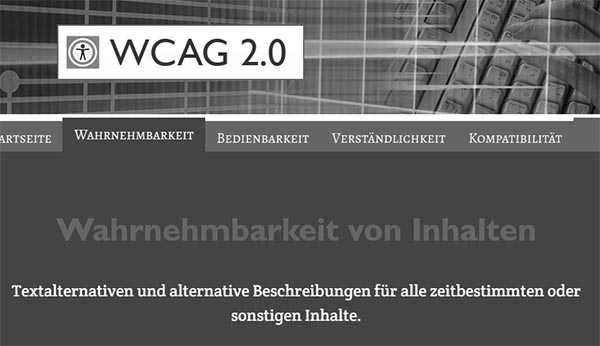 WCAG 2.0
ARTSEITE WAHRNEHMBARKEIT BEDIENBARKEIT VERSTÄNDLICHKEIT KOMPATIBILITÄT
Wahrnehmbarkeit von Inhalten
Textalternativen und alternative Beschreibungen für alle zeitbestimmten oder
sonstigen Inhalte.